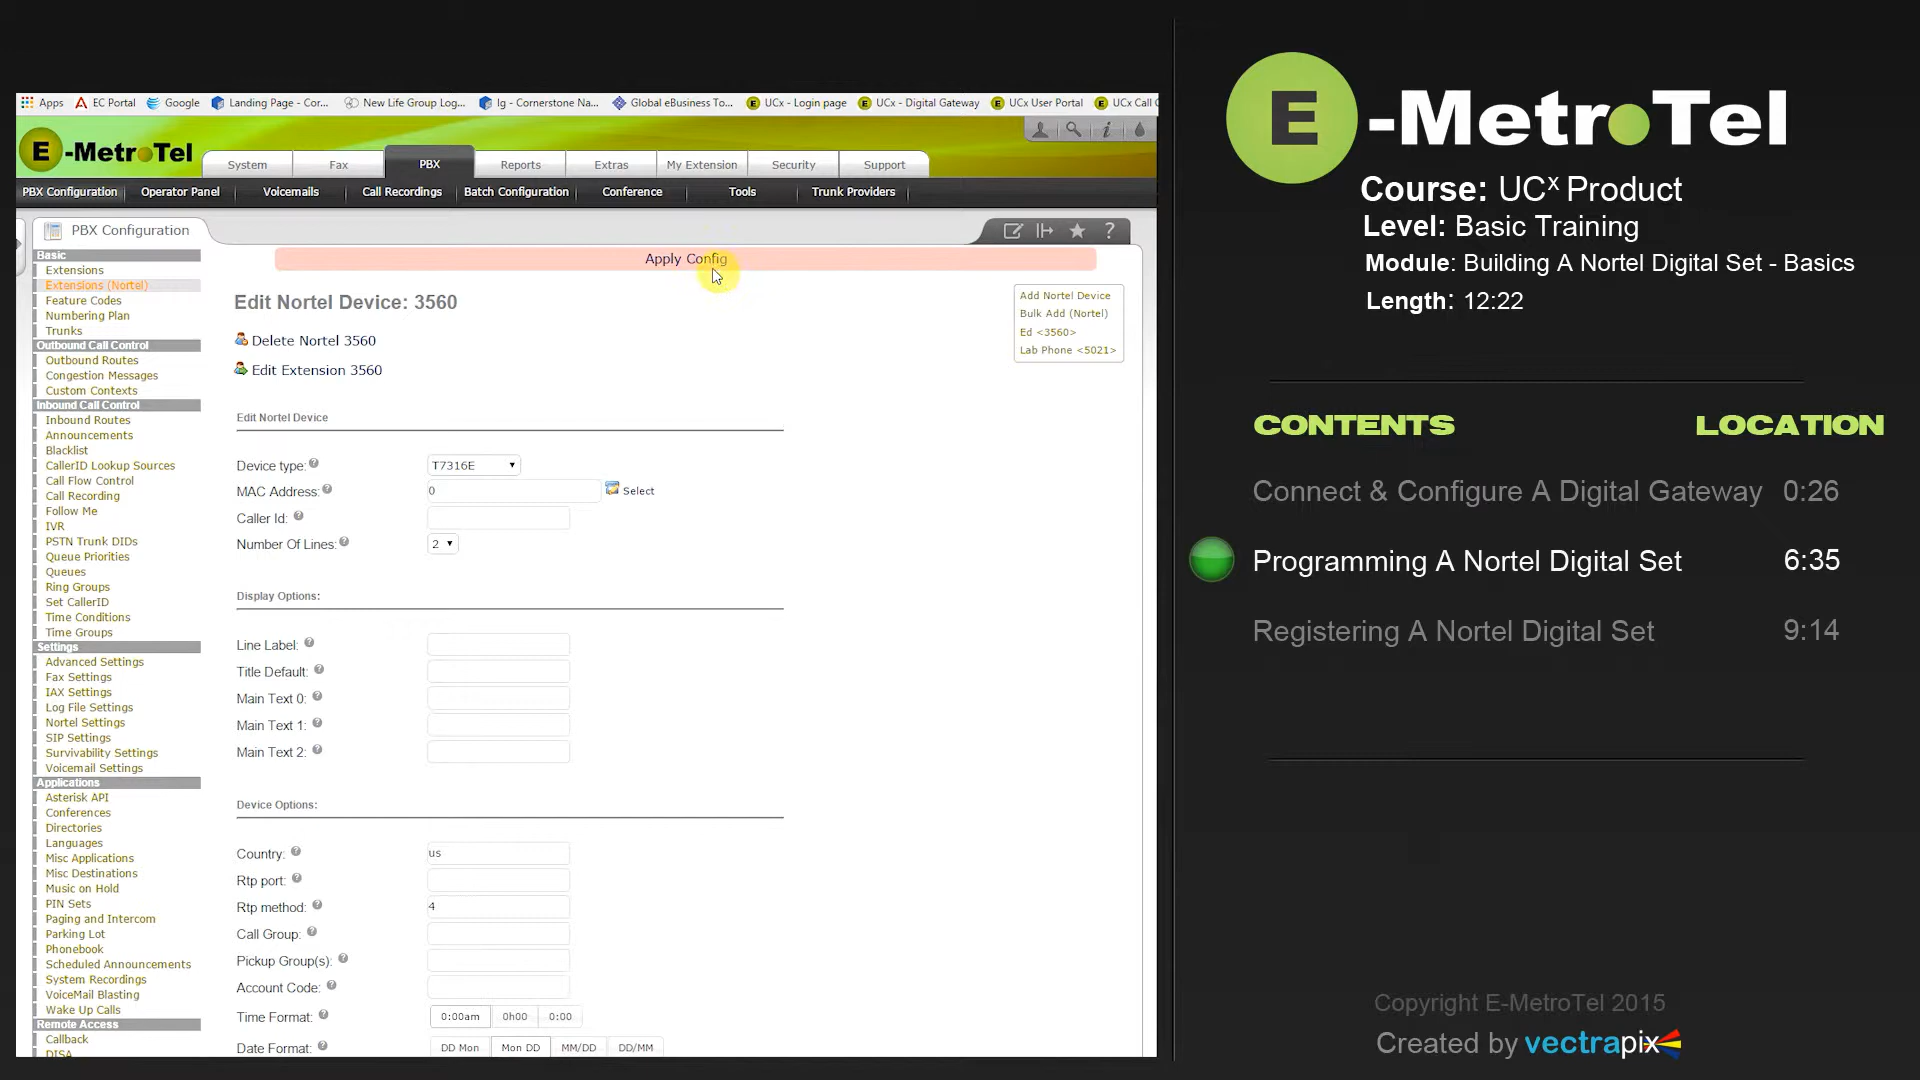 Apps EC Portal Google Landing Page - Cor... New Life Group Log... Ig - Cornerstone Na... Global eBusiness To... UCx - Login page UCx - Digital Gateway UCx User Portal UCx Call C
E-MetroTel
System Fax PBX Reports Extras My Extension Security Support
PBX Configuration Operator Panel Voicemails Call Recordings Batch Configuration Conference Tools Trunk Providers
PBX Configuration
Basic
Extensions
Extensions (Nortel)
Feature Codes
Numbering Plan
Trunks
Outbound Call Control
Outbound Routes
Congestion Messages
Custom Contexts
Inbound Call Control
Inbound Routes
Announcements
Blacklist
CallerID Lookup Sources
Call Flow Control
Call Recording
Follow Me
IVR
PSTN Trunk DIDs
Queue Priorities
Queues
Ring Groups
Set CallerID
Time Conditions
Time Groups
Settings
Advanced Settings
Fax Settings
IAX Settings
Log File Settings
Nortel Settings
SIP Settings
Survivability Settings
Voicemail Settings
Applications
Asterisk API
Conferences
Directories
Languages
Misc Applications
Misc Destinations
Music on Hold
PIN Sets
Paging and Intercom
Parking Lot
Phonebook
Scheduled Announcements
System Recordings
VoiceMail Blasting
Wake Up Calls
Remote Access
Callback
DISA
Apply Config
Edit Nortel Device: 3560
Delete Nortel 3560
Edit Extension 3560
Add Nortel Device
Bulk Add (Nortel)
Ed <3560>
Lab Phone <5021>
Edit Nortel Device
Device type: T7316E
MAC Address: 0 Select
Caller Id:
Number Of Lines: 2
Display Options:
Line Label:
Title Default:
Main Text 0:
Main Text 1:
Main Text 2:
Device Options:
Country: us
Rtp port:
Rtp method: 4
Call Group:
Pickup Group(s):
Account Code:
Time Format: 0:00am 0h00 0:00
Date Format: DD Mon Mon DD MM/DD DD/MM
E-MetroTel
Course: UCx Product
Level: Basic Training
Module: Building A Nortel Digital Set - Basics
Length: 12:22
CONTENTS LOCATION
Connect & Configure A Digital Gateway 0:26
Programming A Nortel Digital Set 6:35
Registering A Nortel Digital Set 9:14
Copyright E-MetroTel 2015
Created by vectrapix